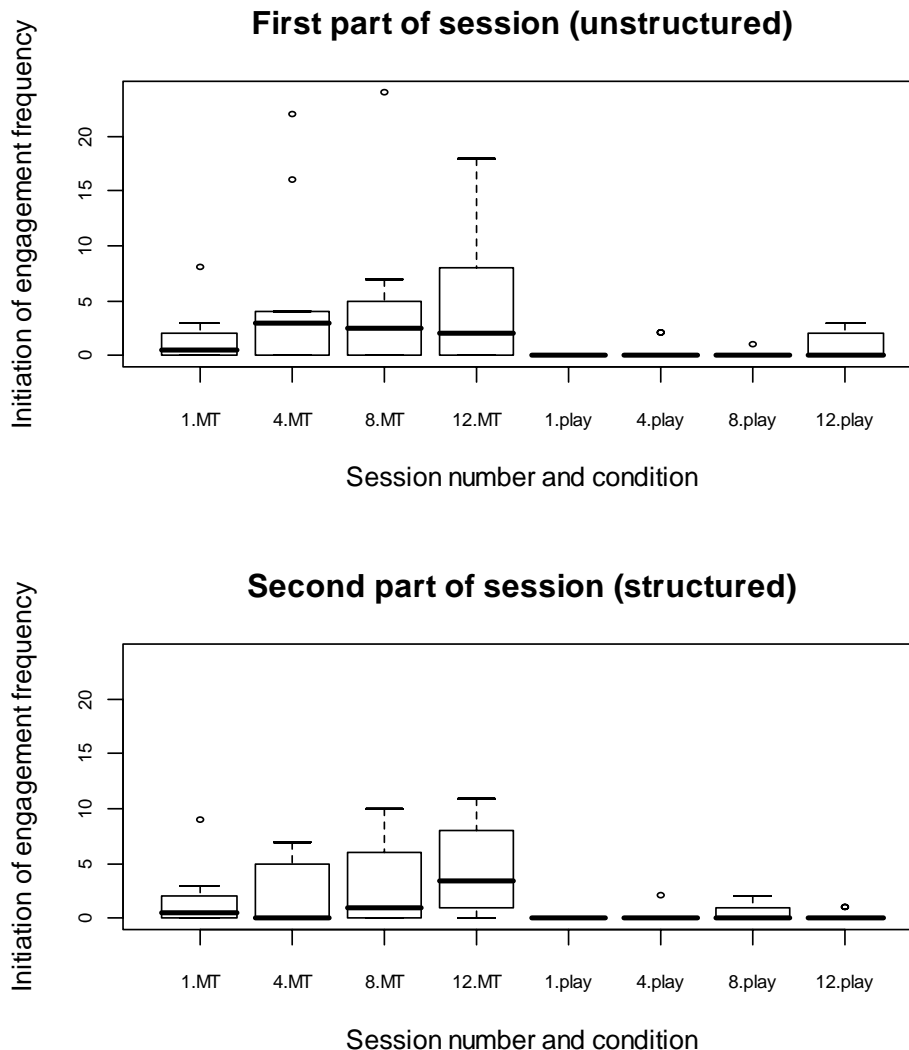 First part of session (unstructured)
Initiation of engagement frequency
20
15
10
5
0
1.MT 4.MT 8.MT 12.MT 1.play 4.play 8.play 12.play
Session number and condition
Second part of session (structured)
Initiation of engagement frequency
20
15
10
5
0
1.MT 4.MT 8.MT 12.MT 1.play 4.play 8.play 12.play
Session number and condition